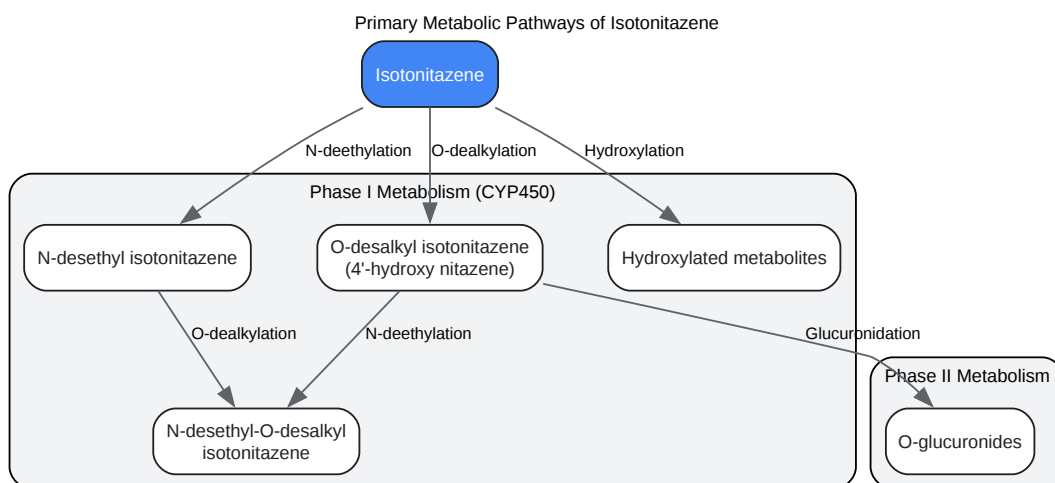 Primary Metabolic Pathways of Isotonitazene
Isotonitazene
N-deethylation
O-dealkylation
Hydroxylation
Phase I Metabolism (CYP450)
N-desethyl isotonitazene
O-desalkyl isotonitazene
(4'-hydroxy nitazene)
Hydroxylated metabolites
O-dealkylation
N-deethylation
Glucuronidation
Phase II Metabolism
N-desethyl-O-desalkyl
isotonitazene
O-glucuronides